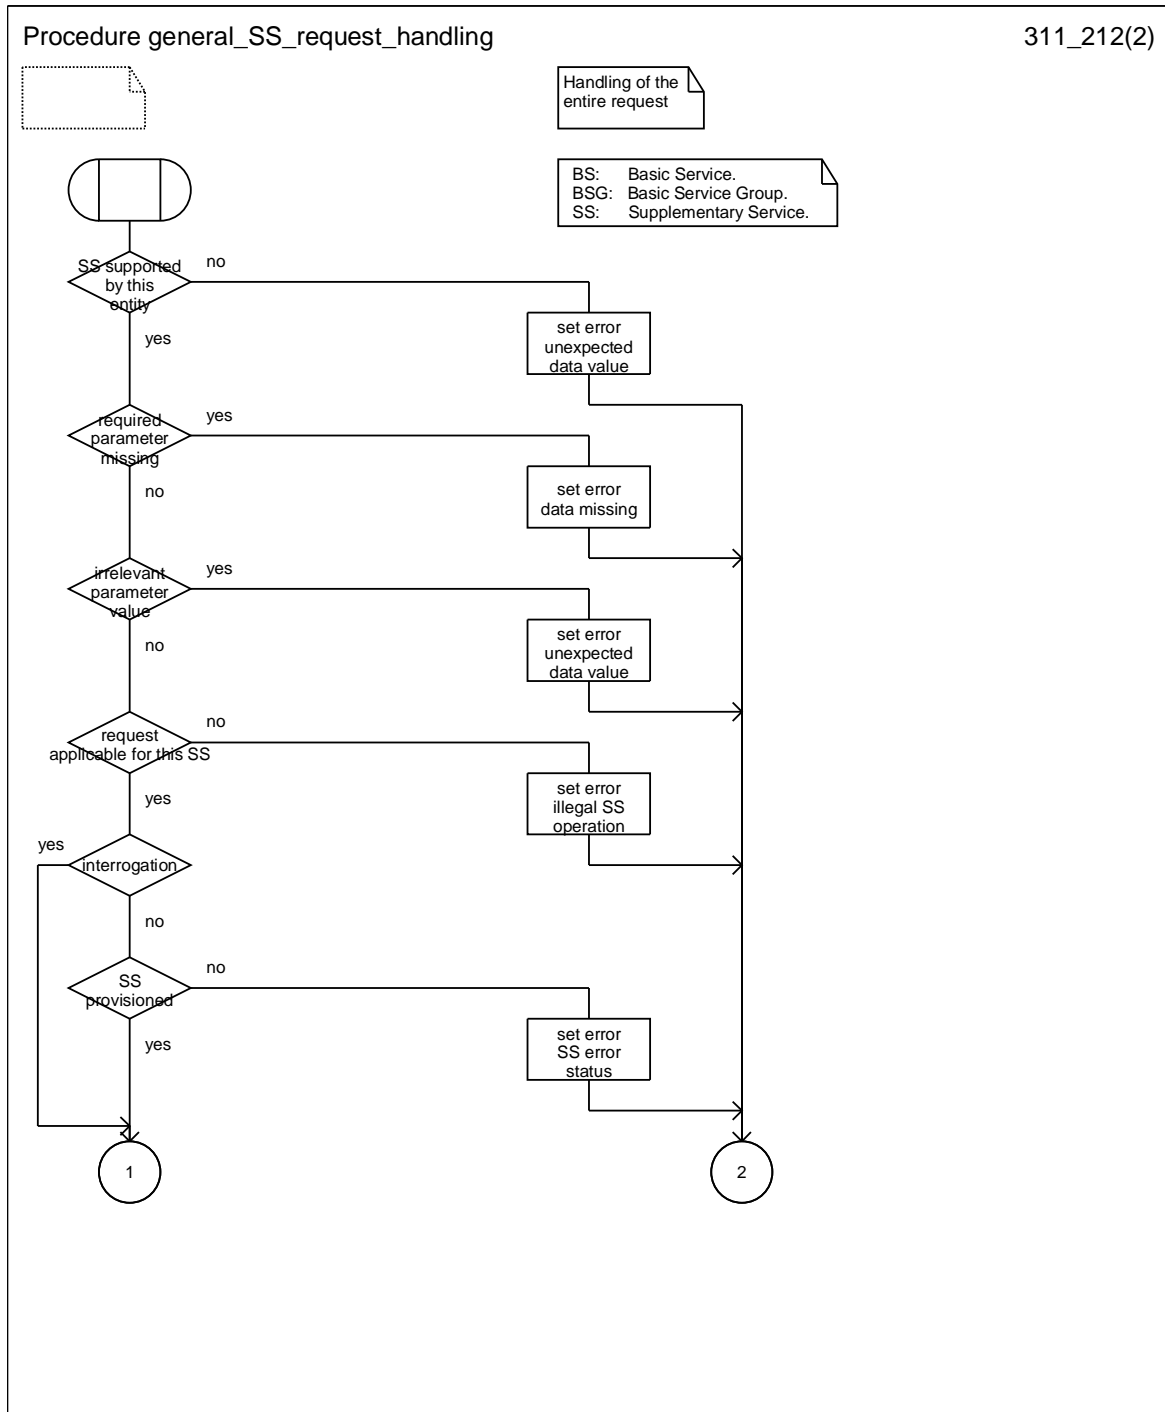 Procedure general_SS_request_handling
311_212(2)
Handling of the
entire request
BS: Basic Service.
BSG: Basic Service Group.
SS: Supplementary Service.
SS supported
by this
entity
no
yes
set error
unexpected
data value
required
parameter
missing
yes
no
set error
data missing
irrelevant
parameter
value
yes
no
set error
unexpected
data value
request
applicable for this SS
no
yes
set error
illegal SS
operation
yes
interrogation
no
SS
provisioned
no
yes
set error
SS error
status
1
2